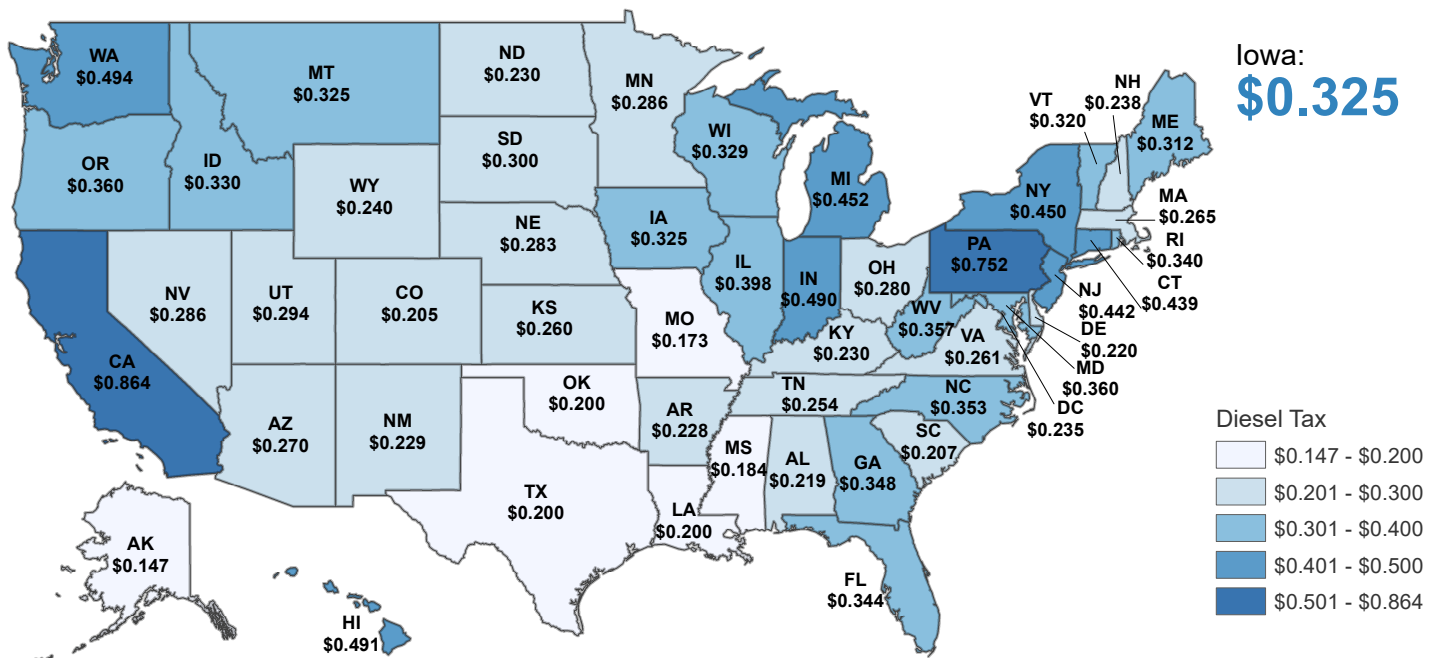 WA
$0.494
MT
$0.325
ND
$0.230
MN
$0.286
Iowa:
$0.325
NH
$0.238
VT
$0.320
ME
$0.312
OR
$0.360
ID
$0.330
WY
$0.240
SD
$0.300
WI
$0.329
MI
$0.452
NY
$0.450
MA
$0.265
RI
$0.340
CT
$0.439
NE
$0.283
IA
$0.325
IL
$0.398
IN
$0.490
OH
$0.280
PA
$0.752
NJ
$0.442
DE
$0.220
MD
$0.360
DC
$0.235
NV
$0.286
UT
$0.294
CO
$0.205
KS
$0.260
MO
$0.173
KY
$0.230
WV
$0.357
VA
$0.261
CA
$0.864
AZ
$0.270
NM
$0.229
OK
$0.200
AR
$0.228
TN
$0.254
NC
$0.353
SC
$0.207
MS
$0.184
AL
$0.219
GA
$0.348
TX
$0.200
LA
$0.200
FL
$0.344
AK
$0.147
HI
$0.491
Diesel Tax
$0.147 - $0.200
$0.201 - $0.300
$0.301 - $0.400
$0.401 - $0.500
$0.501 - $0.864